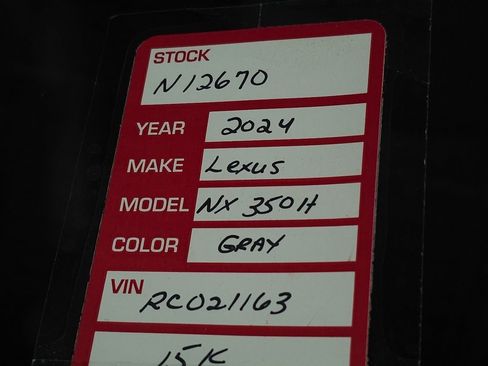 STOCK
N12670
YEAR 2024
MAKE Lexus
MODEL NX 350H
COLOR GRAY
VIN
RC021163
15K